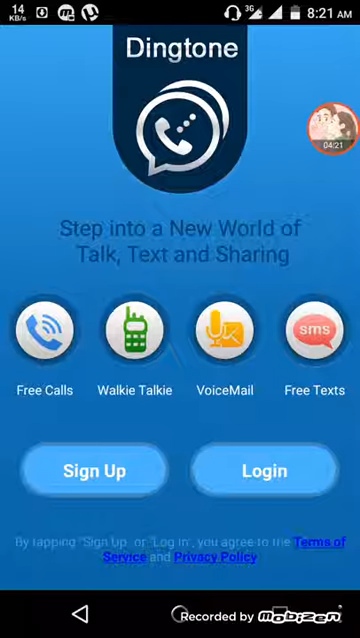 14
KB/s
3G
8:21 AM
Dingtone
04:21
Step into a New World of
Talk, Text and Sharing
sms
Free Calls Walkie Talkie VoiceMail Free Texts
Sign Up Login
By tapping "Sign Up" or "Log in", you agree to the Terms of
Service and Privacy Policy
Recorded by mobizen